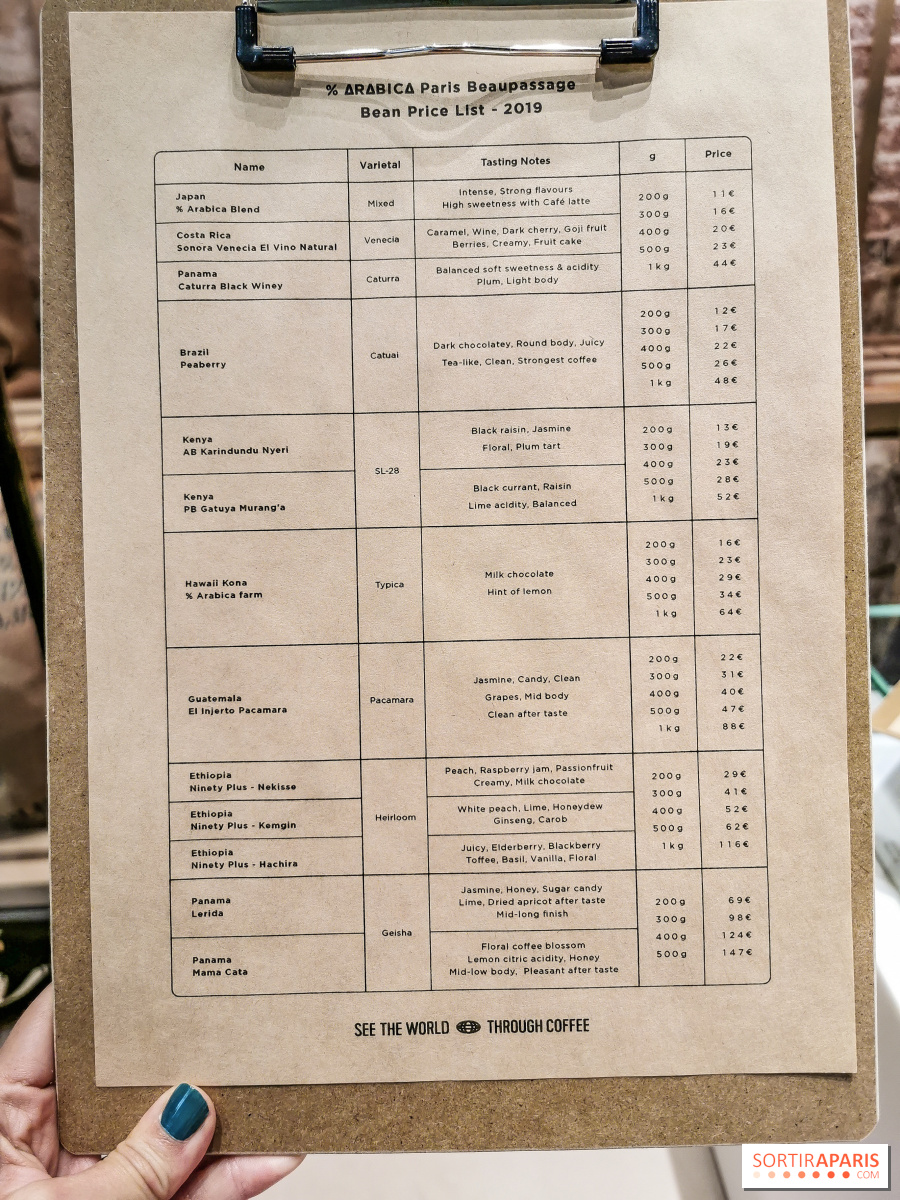 % ARABICA Paris Beaupassage
Bean Price List - 2019
Name Varietal Tasting Notes g Price
Japan
% Arabica Blend
Mixed
Intense, Strong flavours
High sweetness with Café latte
Costa Rica
Sonora Venecia El Vino Natural
Venecia
Caramel, Wine, Dark cherry, Goji fruit
Berries, Creamy, Fruit cake
Panama
Caturra Black Winey
Caturra
Balanced soft sweetness & acidity
Plum, Light body
200g 11€
300g 16€
400g 20€
500g 23€
1kg 44€
Brazil
Peaberry
Catuai
Dark chocolatey, Round body, Juicy
Tea-like, Clean, Strongest coffee
200g 12€
300g 17€
400g 22€
500g 26€
1kg 48€
Kenya
AB Karindundu Nyeri
Kenya
PB Gatuya Murang'a
SL-28
Black raisin, Jasmine
Floral, Plum tart
Black currant, Raisin
Lime acidity, Balanced
200g 13€
300g 19€
400g 23€
500g 28€
1kg 52€
Hawaii Kona
% Arabica farm
Typica
Milk chocolate
Hint of lemon
200g 16€
300g 23€
400g 29€
500g 34€
1kg 64€
Guatemala
El Injerto Pacamara
Pacamara
Jasmine, Candy, Clean
Grapes, Mid body
Clean after taste
200g 22€
300g 31€
400g 40€
500g 47€
1kg 88€
Ethiopia
Ninety Plus - Nekisse
Ethiopia
Ninety Plus - Kemgin
Ethiopia
Ninety Plus - Hachira
Heirloom
Peach, Raspberry jam, Passionfruit
Creamy, Milk chocolate
White peach, Lime, Honeydew
Ginseng, Carob
Juicy, Elderberry, Blackberry
Toffee, Basil, Vanilla, Floral
200g 29€
300g 41€
400g 52€
500g 62€
1kg 116€
Panama
Lerida
Panama
Mama Cata
Geisha
Jasmine, Honey, Sugar candy
Lime, Dried apricot after taste
Mid-long finish
Floral coffee blossom
Lemon citric acidity, Honey
Mid-low body, Pleasant after taste
200g 69€
300g 98€
400g 124€
500g 147€
SEE THE WORLD THROUGH COFFEE
SORTIRAPARIS
.COM